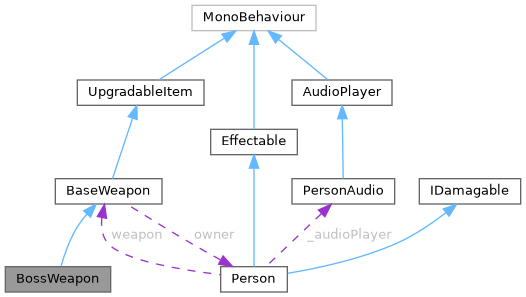 MonoBehaviour
UpgradableItem
AudioPlayer
Effectable
BaseWeapon
PersonAudio
IDamagable
weapon
owner
_audioPlayer
BossWeapon
Person